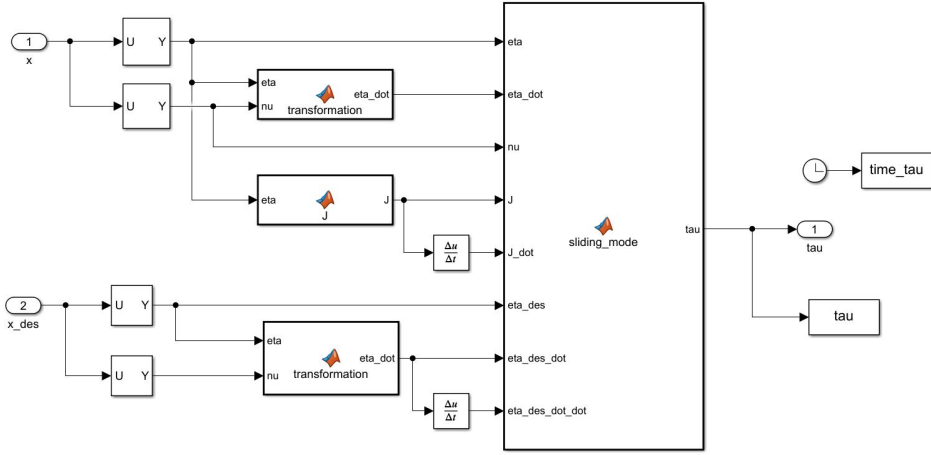 1
x
U Y
eta
eta
nu
eta_dot
transformation
eta_dot
U Y
nu
time_tau
eta
J
J
J
sliding_mode
tau
1
tau
Δu
Δt
J_dot
2
x_des
U Y
eta_des
tau
eta
nu
eta_dot
transformation
eta_des_dot
U Y
Δu
Δt
eta_des_dot_dot